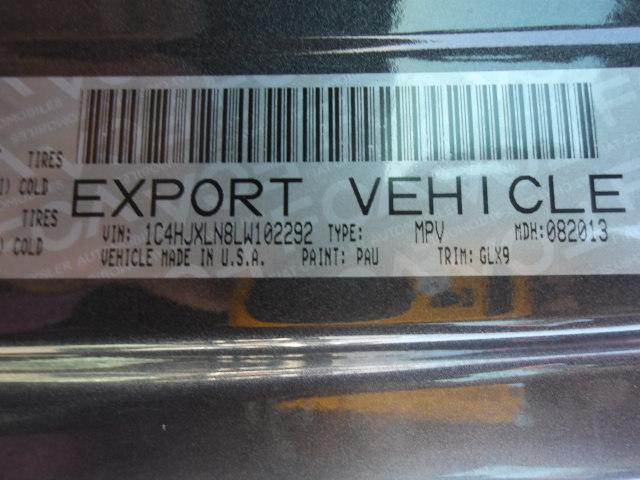 TIRES
COLD
EXPORT VEHICLE
TIRES
VIN: 1C4HJXLN8LW102292 TYPE: MPV MDH:082013
COLD
VEHICLE MADE IN U.S.A. PAINT: PAU TRIM: GLX9